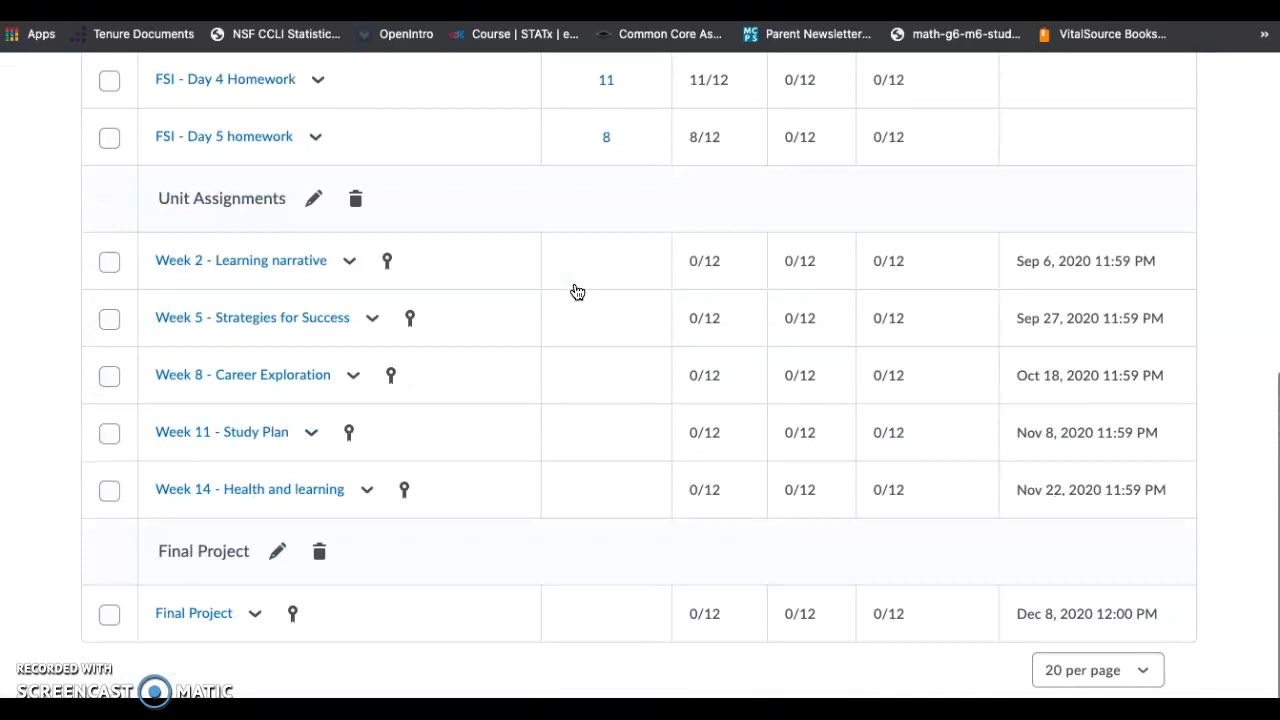 Apps Tenure Documents NSF CCLI Statistic... OpenIntro Course | STATx | e... Common Core As... MC PS Parent Newsletter... math-g6-m6-stud... VitalSource Books... »
FSI - Day 4 Homework 11 11/12 0/12 0/12
FSI - Day 5 homework 8 8/12 0/12 0/12
Unit Assignments
Week 2 - Learning narrative 0/12 0/12 0/12 Sep 6, 2020 11:59 PM
Week 5 - Strategies for Success 0/12 0/12 0/12 Sep 27, 2020 11:59 PM
Week 8 - Career Exploration 0/12 0/12 0/12 Oct 18, 2020 11:59 PM
Week 11 - Study Plan 0/12 0/12 0/12 Nov 8, 2020 11:59 PM
Week 14 - Health and learning 0/12 0/12 0/12 Nov 22, 2020 11:59 PM
Final Project
Final Project 0/12 0/12 0/12 Dec 8, 2020 12:00 PM
20 per page
RECORDED WITH
SCREENCAST MATIC